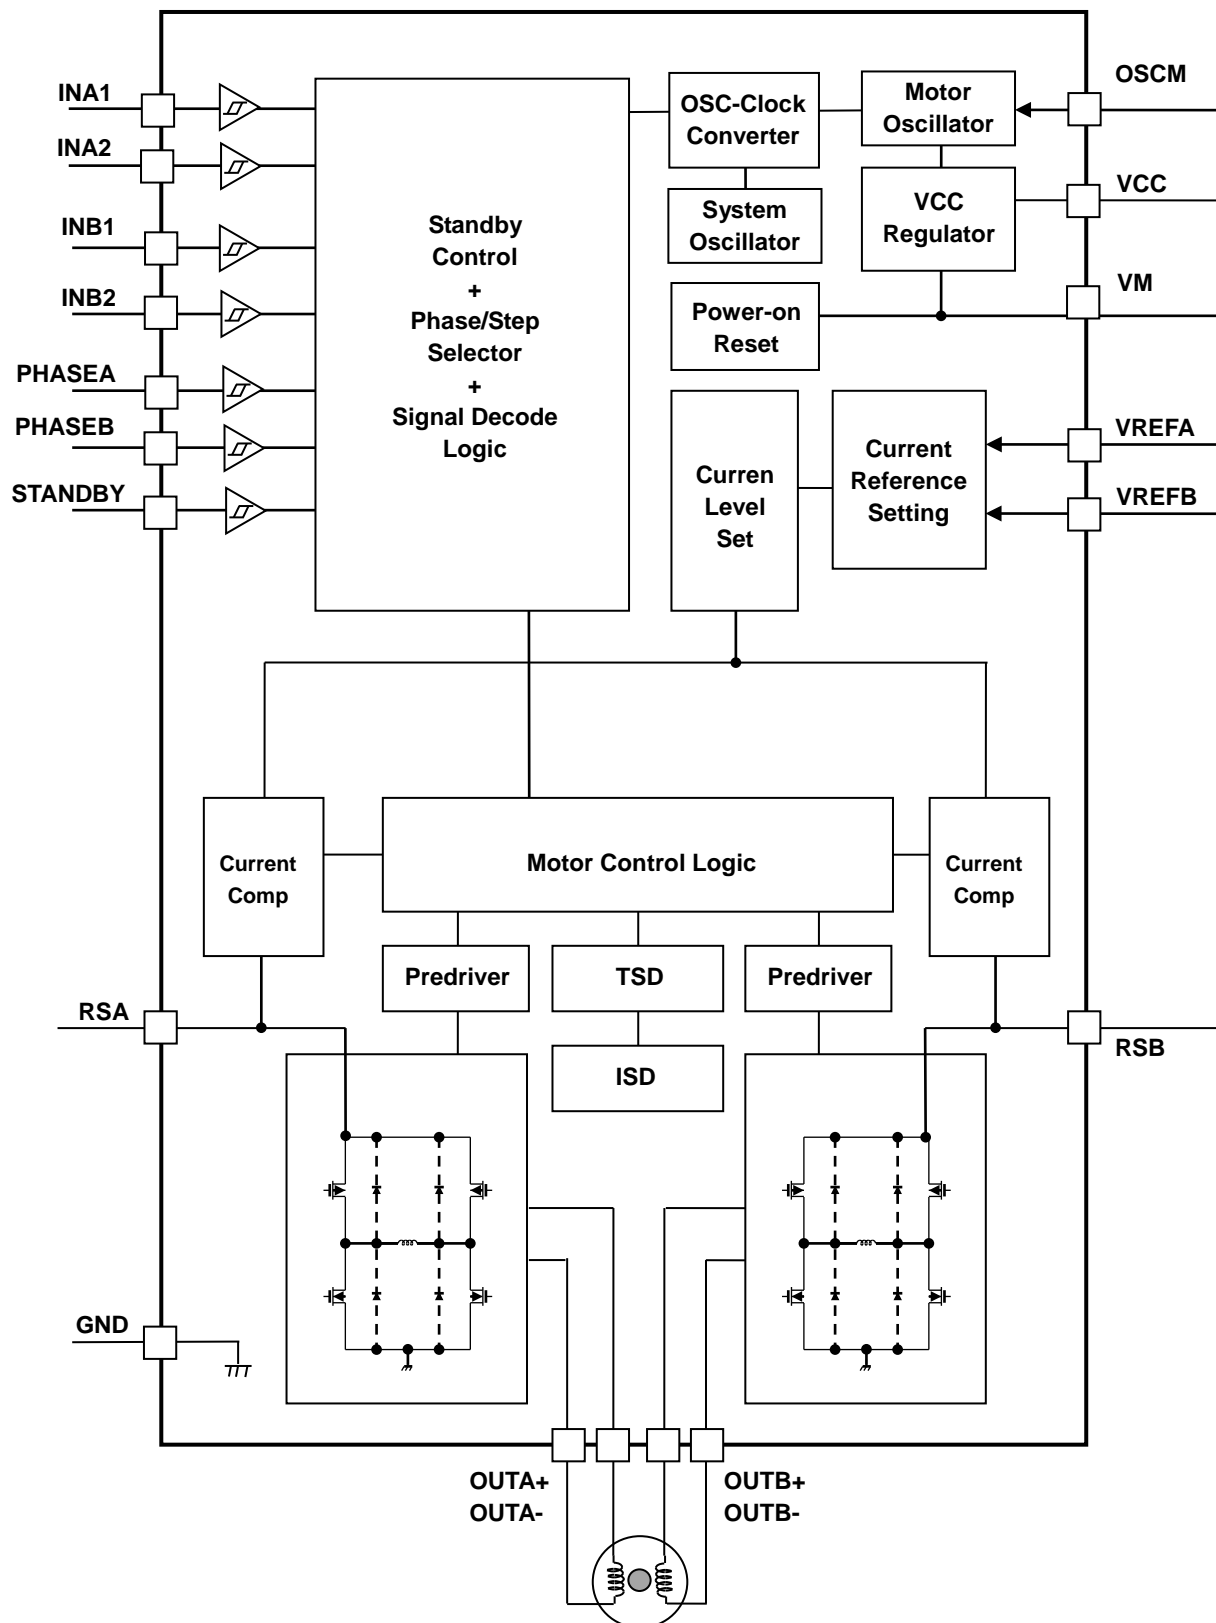 INA1
INA2
INB1
INB2
PHASEA
PHASEB
STANDBY
Standby
Control
+
Phase/Step
Selector
+
Signal Decode
Logic
OSC-Clock
Converter
Motor
Oscillator
OSCM
System
Oscillator
VCC
Regulator
VCC
Power-on
Reset
VM
Curren
Level
Set
Current
Reference
Setting
VREFA
VREFB
Current
Comp
Motor Control Logic
Current
Comp
Predriver
TSD
Predriver
RSA
ISD
RSB
GND
OUTA+
OUTA-
OUTB+
OUTB-